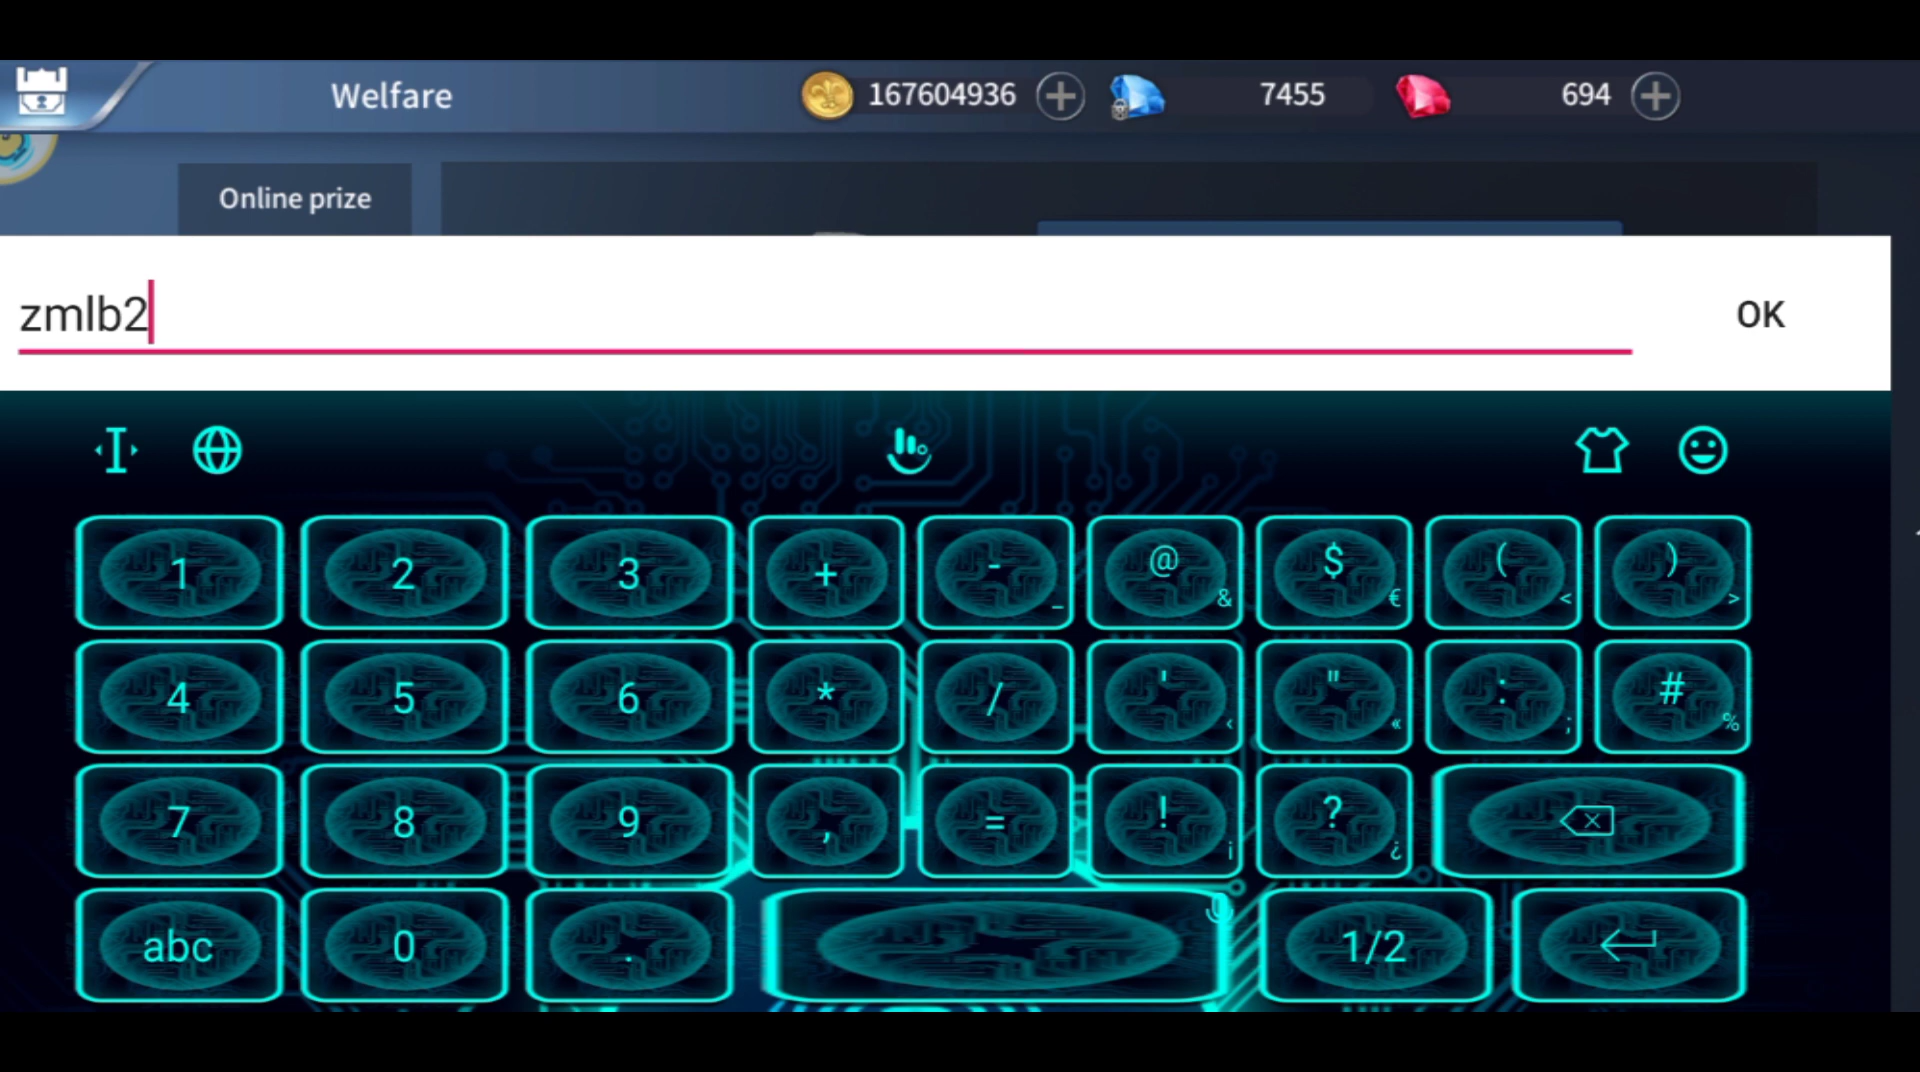 Welfare 167604936 7455 694
Online prize
zmlb2 OK
1 2 3 + - _ @ & $ € ( < ) >
4 5 6 * / ' ‹ " « : ; # %
7 8 9 , = ! ¡ ? ¿
abc 0 . 1/2